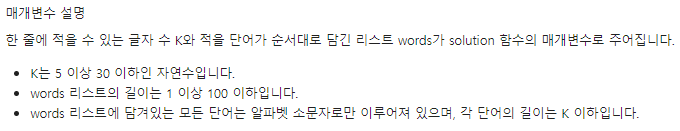 매개변수 설명
한 줄에 적을 수 있는 글자 수 K와 적을 단어가 순서대로 담긴 리스트 words가 solution 함수의 매개변수로 주어집니다.
• K는 5 이상 30 이하인 자연수입니다.
• words 리스트의 길이는 1 이상 100 이하입니다.
• words 리스트에 담겨있는 모든 단어는 알파벳 소문자로만 이루어져 있으며, 각 단어의 길이는 K 이하입니다.